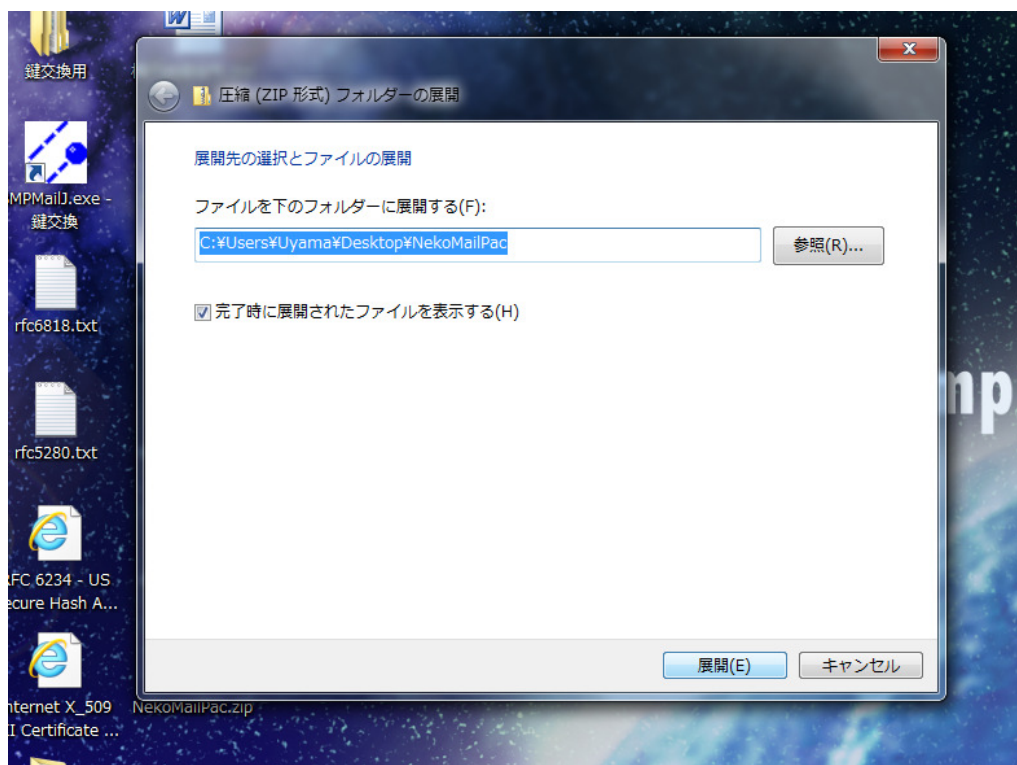 鍵交換用
MPMailJ.exe -
鍵交換
rfc6818.txt
rfc5280.txt
FC 6234 - US
ecure Hash A...
nternet X_509
I Certificate ...
NekoMailPac.zip
圧縮 (ZIP 形式) フォルダーの展開
展開先の選択とファイルの展開
ファイルを下のフォルダーに展開する(F):
C:¥Users¥Uyama¥Desktop¥NekoMailPac
参照(R)...
完了時に展開されたファイルを表示する(H)
展開(E)
キャンセル
mp